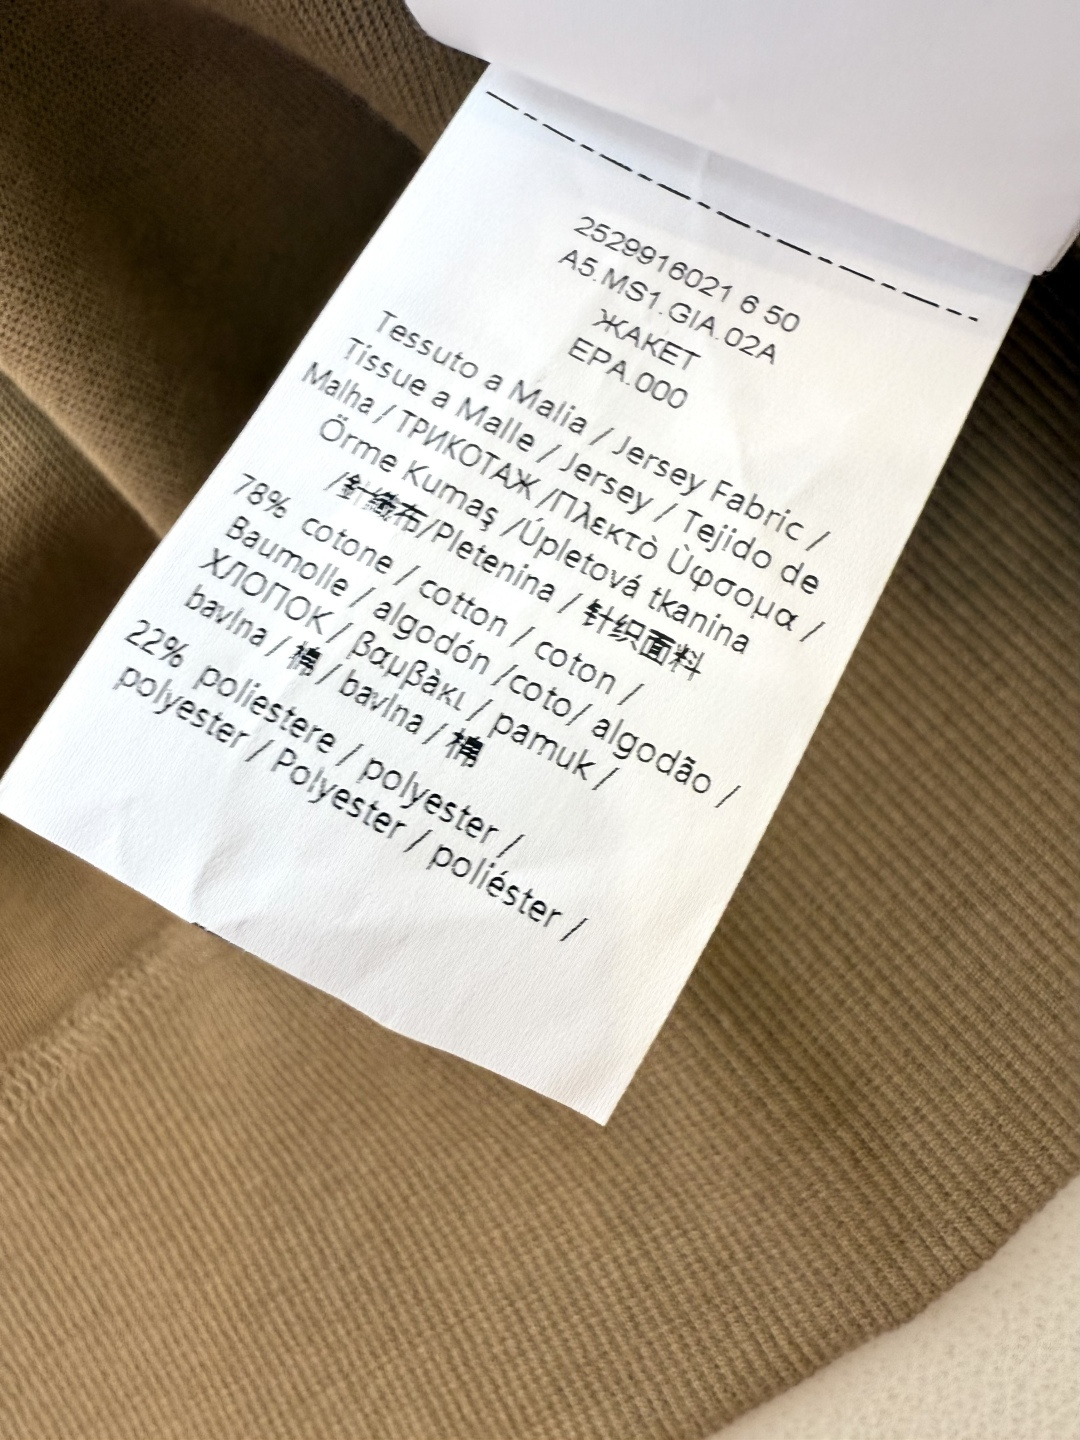 2529916021 6 50
A5.MS1.GIA.02A
ЖАКЕТ
EPA.000
Tessuto a Malia / Jersey Fabric /
Tissue a Malle / Jersey / Tejido de
Malha / ТРИКОТАЖ /Πλεκτὸ Ὑφσομα /
Örme Kumaş /Úpletová tkanina
/針織布/Pletenina / 针织面料
78% cotone / cotton / coton /
Baumolle / algodón /coto/ algodão /
ХЛОПОК / βαμβὰκι / pamuk /
bavlna / 棉 / bavlna / 棉
22% poliestere / polyester /
polyester / Polyester / poliéster /